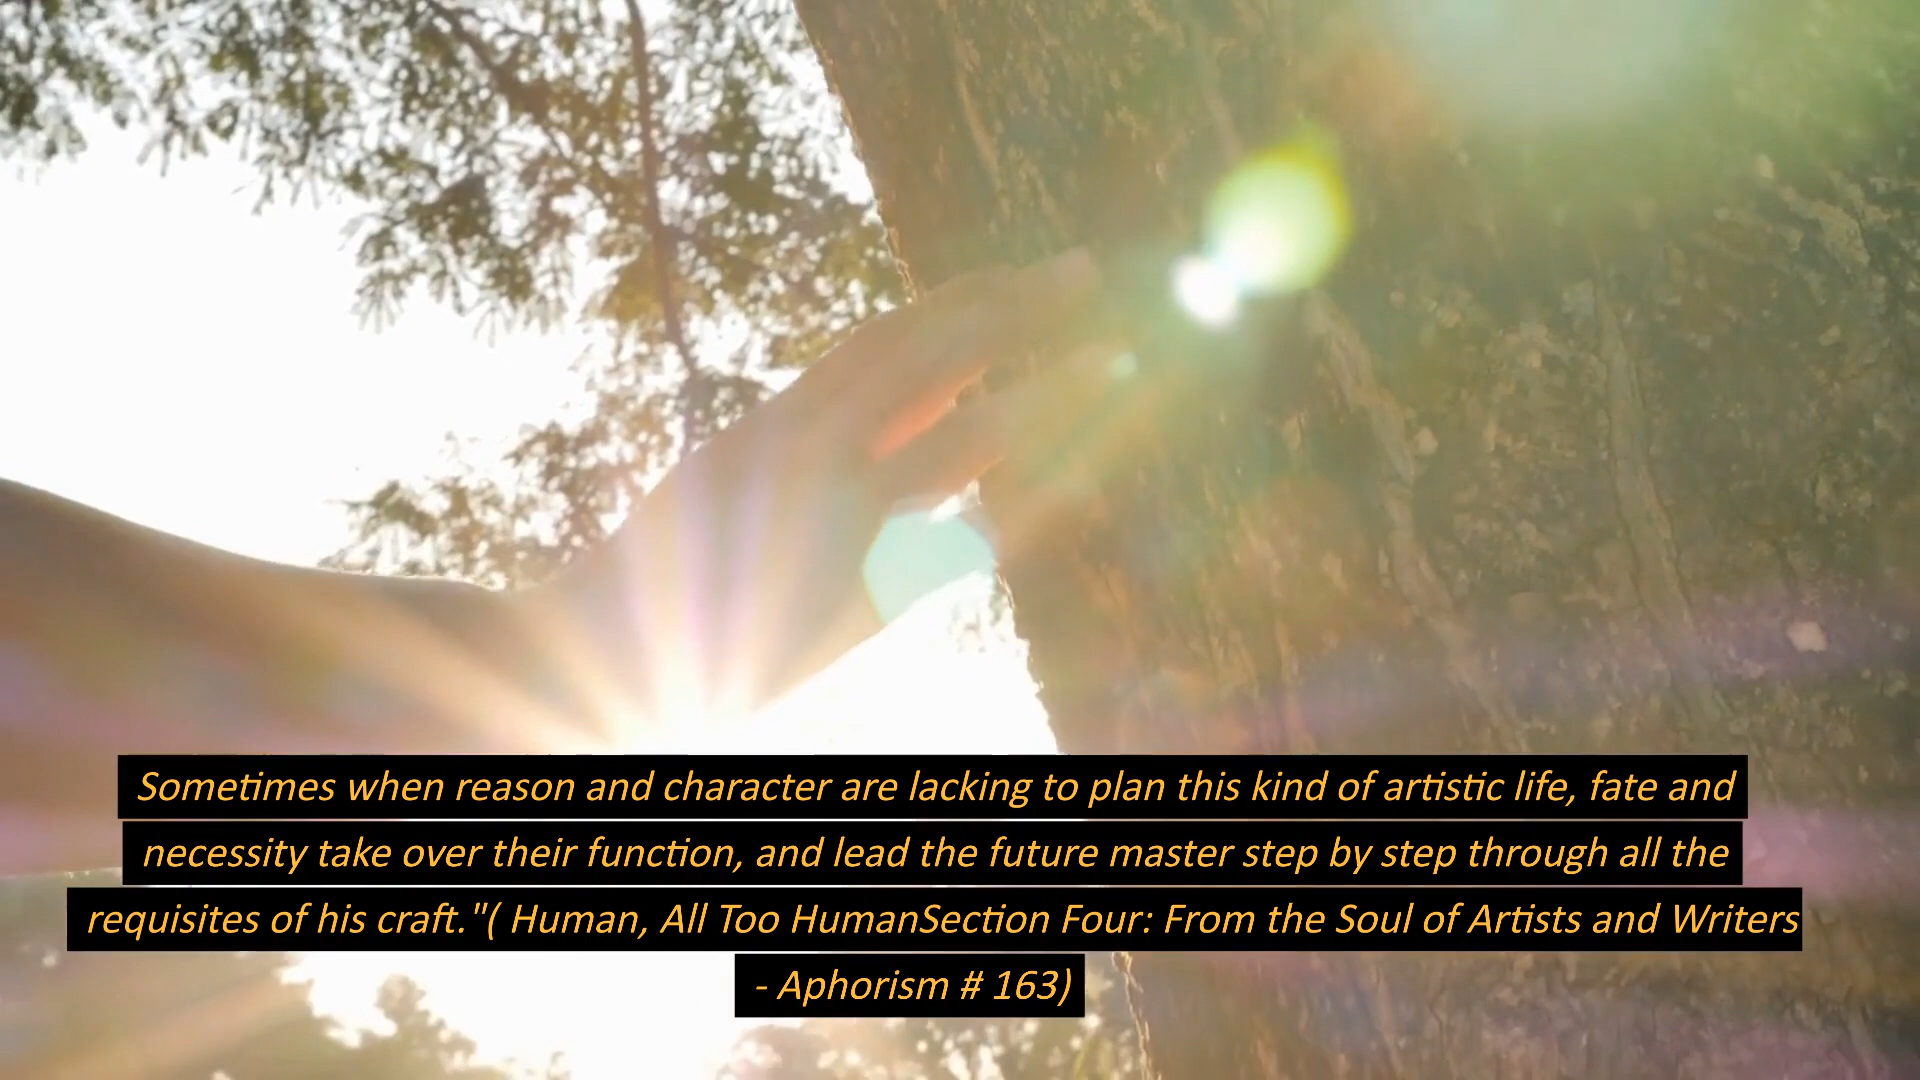 Sometimes when reason and character are lacking to plan this kind of artistic life, fate and
necessity take over their function, and lead the future master step by step through all the
requisites of his craft."( Human, All Too HumanSection Four: From the Soul of Artists and Writers
- Aphorism # 163)